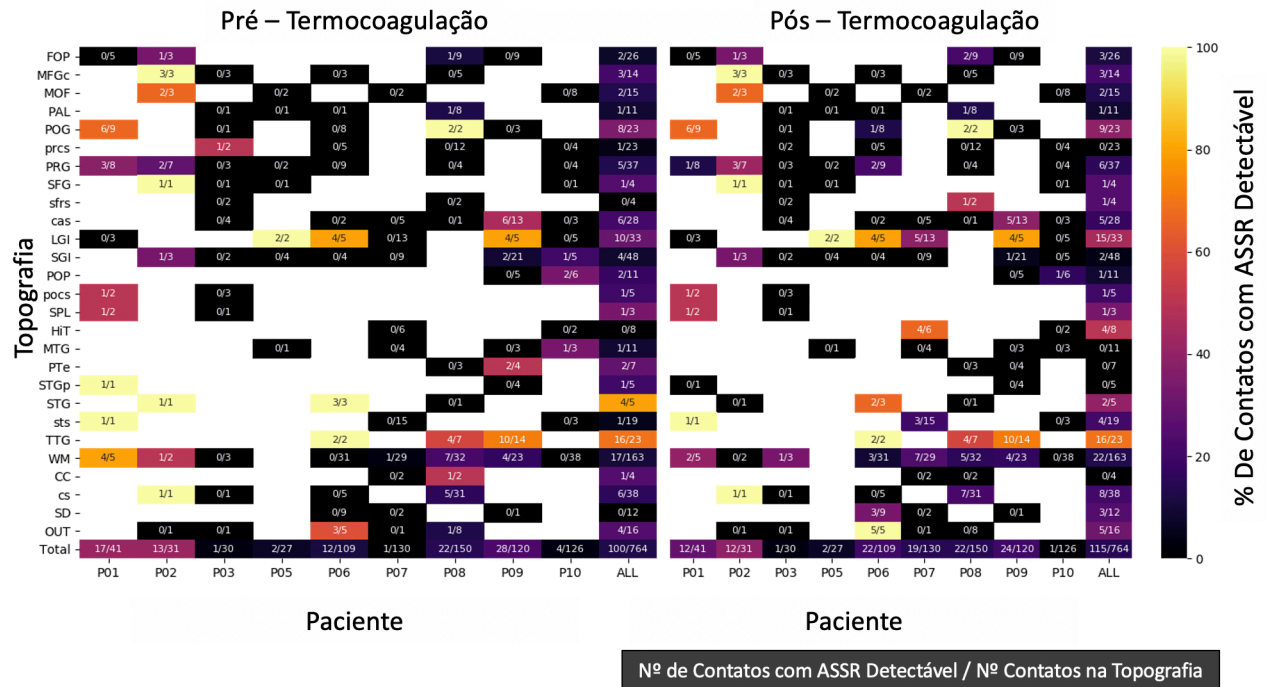 Pré – Termocoagulação
Pós – Termocoagulação
Topografia
FOP 0/5 1/3 1/9 0/9 2/26 0/5 1/3 2/9 0/9 3/26
MFGc 3/3 0/3 0/3 0/5 3/14 3/3 0/3 0/3 0/5 3/14
MOF 2/3 0/2 0/2 0/8 2/15 2/3 0/2 0/2 0/8 2/15
PAL 0/1 0/1 0/1 1/8 1/11 0/1 0/1 0/1 1/8 1/11
POG 6/9 0/1 0/8 2/2 0/3 8/23 6/9 0/1 1/8 2/2 0/3 9/23
prcs 1/2 0/5 0/12 0/4 1/23 0/2 0/5 0/12 0/4 0/23
PRG 3/8 2/7 0/3 0/2 0/9 0/4 0/4 5/37 1/8 3/7 0/3 0/2 2/9 0/4 0/4 6/37
SFG 1/1 0/1 0/1 0/1 1/4 1/1 0/1 0/1 0/1 1/4
sfrs 0/2 0/2 0/4 0/2 1/2 1/4
cas 0/4 0/2 0/5 0/1 6/13 0/3 6/28 0/4 0/2 0/5 0/1 5/13 0/3 5/28
LGI 0/3 2/2 4/5 0/13 4/5 0/5 10/33 0/3 2/2 4/5 5/13 4/5 0/5 15/33
SGI 1/3 0/2 0/4 0/4 0/9 2/21 1/5 4/48 1/3 0/2 0/4 0/4 0/9 1/21 0/5 2/48
POP 0/5 2/6 2/11 0/5 1/6 1/11
pocs 1/2 0/3 1/5 1/2 0/3 1/5
SPL 1/2 0/1 1/3 1/2 0/1 1/3
HiT 0/6 0/2 0/8 4/6 0/2 4/8
MTG 0/1 0/4 0/3 1/3 1/11 0/1 0/4 0/3 0/3 0/11
PTe 0/3 2/4 2/7 0/3 0/4 0/7
STGp 1/1 0/4 1/5 0/1 0/4 0/5
STG 1/1 3/3 0/1 4/5 0/1 2/3 0/1 2/5
sts 1/1 0/15 0/3 1/19 1/1 3/15 0/3 4/19
TTG 2/2 4/7 10/14 16/23 2/2 4/7 10/14 16/23
WM 4/5 1/2 0/3 0/31 1/29 7/32 4/23 0/38 17/163 2/5 0/2 1/3 3/31 7/29 5/32 4/23 0/38 22/163
CC 0/2 1/2 1/4 0/2 0/2 0/4
cs 1/1 0/1 0/5 5/31 6/38 1/1 0/1 0/5 7/31 8/38
SD 0/9 0/2 0/1 0/12 3/9 0/2 0/1 3/12
OUT 0/1 0/1 3/5 0/1 1/8 4/16 0/1 0/1 5/5 0/1 0/8 5/16
Total 17/41 13/31 1/30 2/27 12/109 1/130 22/150 28/120 4/126 100/764 12/41 12/31 1/30 2/27 22/109 19/130 22/150 24/120 1/126 115/764
P01 P02 P03 P05 P06 P07 P08 P09 P10 ALL P01 P02 P03 P05 P06 P07 P08 P09 P10 ALL
Paciente
Paciente
100
80
60
40
20
0
% De Contatos com ASSR Detectável
Nº de Contatos com ASSR Detectável / Nº Contatos na Topografia